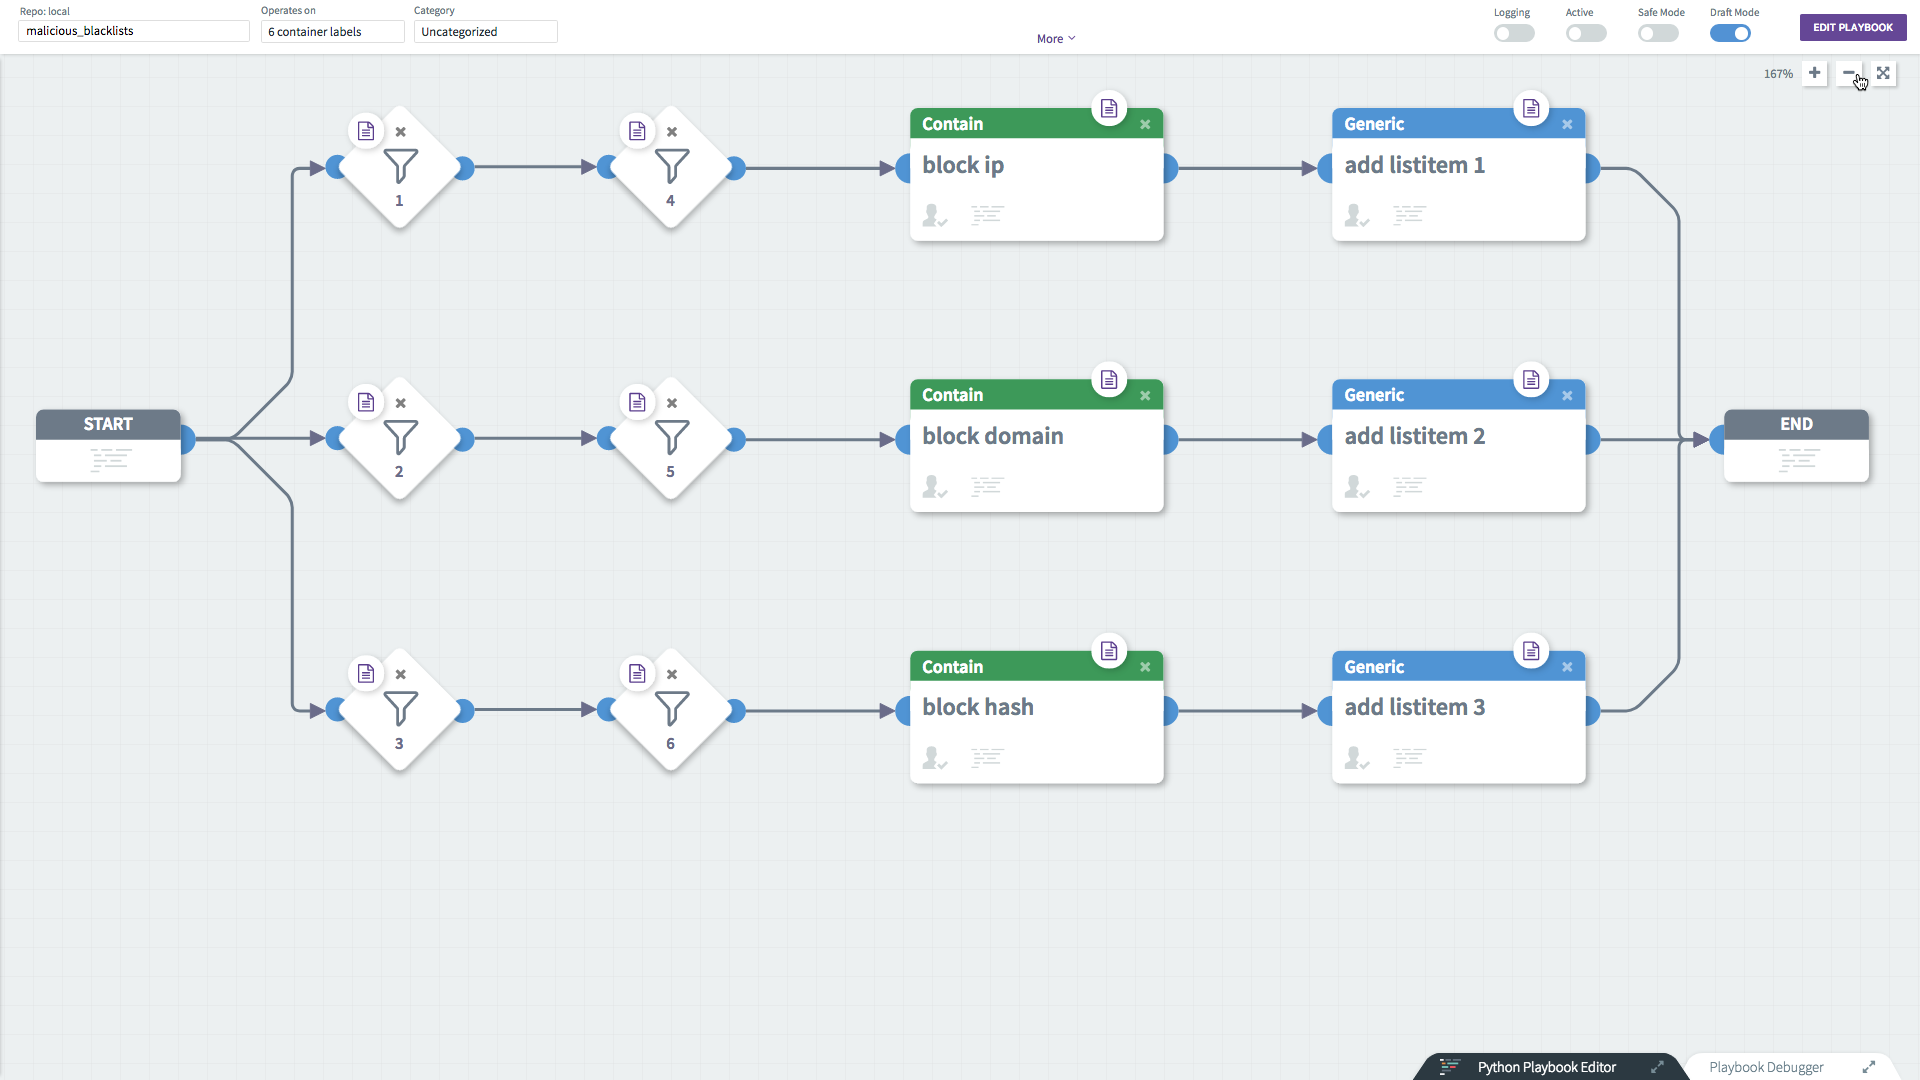 Repo: local
Operates on
Category
malicious_blacklists
6 container labels
Uncategorized
More
Logging
Active
Safe Mode
Draft Mode
EDIT PLAYBOOK
167%
START
1
4
Contain
block ip
Generic
add listitem 1
2
5
Contain
block domain
Generic
add listitem 2
END
3
6
Contain
block hash
Generic
add listitem 3
Python Playbook Editor
Playbook Debugger